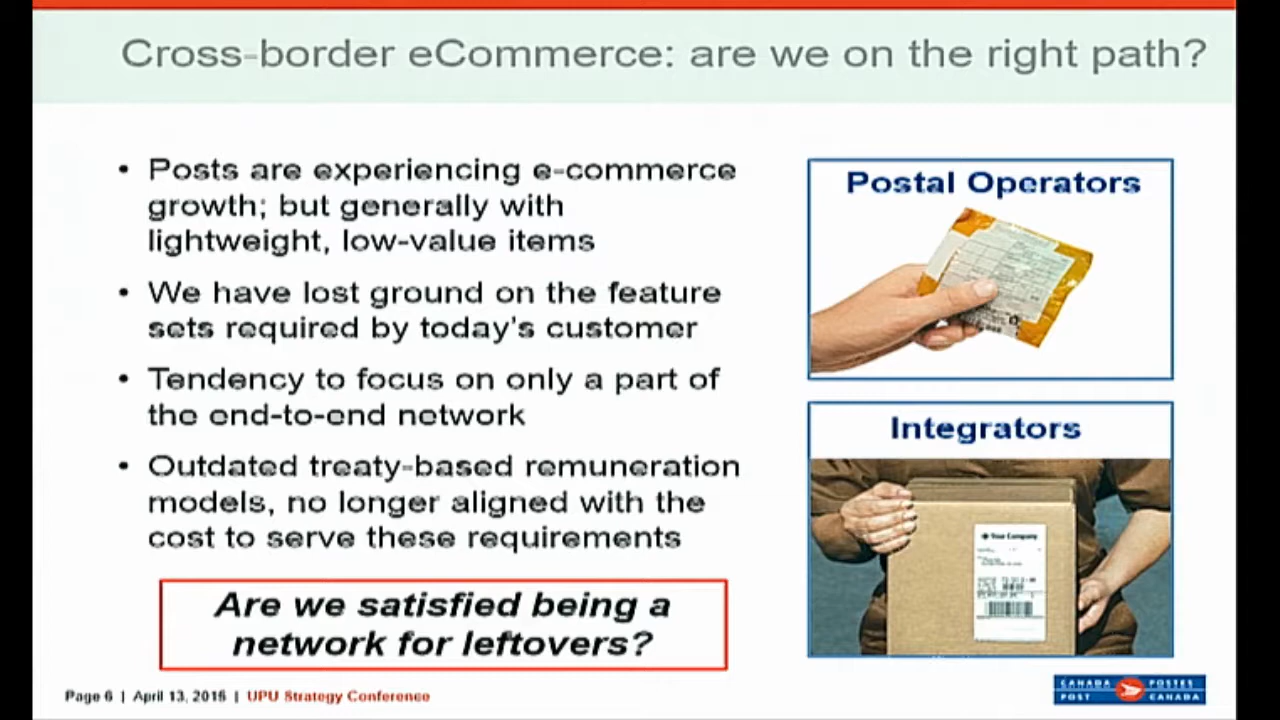 Cross-border eCommerce: are we on the right path?
• Posts are experiencing e-commerce
growth; but generally with
lightweight, low-value items
• We have lost ground on the feature
sets required by today's customer
• Tendency to focus on only a part of
the end-to-end network
• Outdated treaty-based remuneration
models, no longer aligned with the
cost to serve these requirements
Are we satisfied being a
network for leftovers?
Postal Operators
Integrators
Your Company
Page 6 | April 13, 2015 | UPU Strategy Conference
CANADA POSTES
POST CANADA